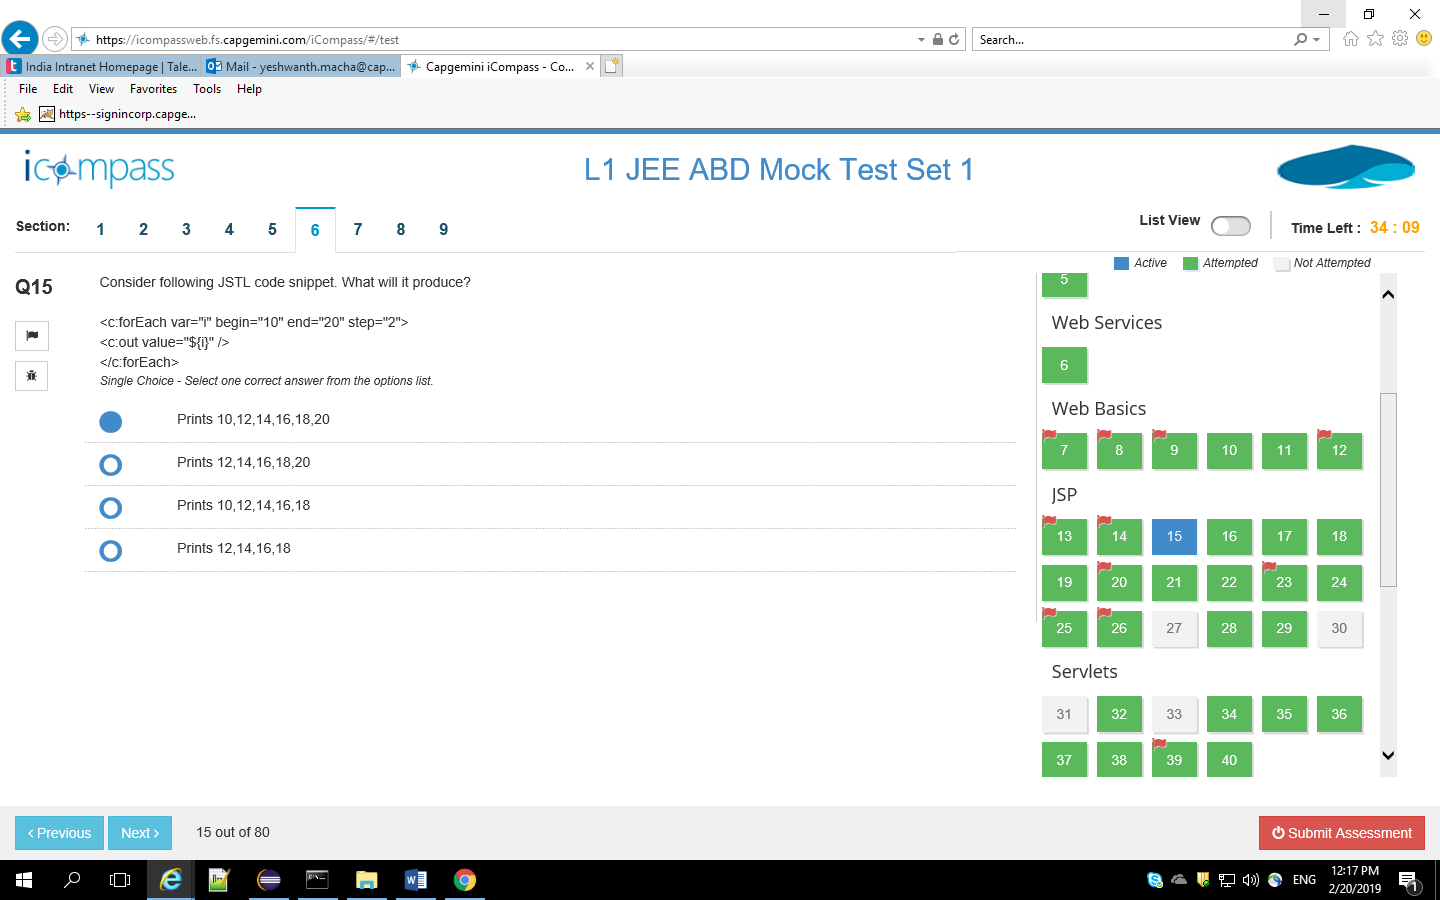 https://icompassweb.fs.capgemini.com/iCompass/#/test
Search...
India Intranet Homepage | Tale...
Mail - yeshwanth.macha@cap...
Capgemini iCompass - Co...
File Edit View Favorites Tools Help
https--signincorp.capge...
icompass
L1 JEE ABD Mock Test Set 1
Section: 1 2 3 4 5 6 7 8 9
List View
Time Left : 34 : 09
Active Attempted Not Attempted
Q15
Consider following JSTL code snippet. What will it produce?
<c:forEach var="i" begin="10" end="20" step="2">
<c:out value="${i}" />
</c:forEach>
Single Choice - Select one correct answer from the options list.
Prints 10,12,14,16,18,20
Prints 12,14,16,18,20
Prints 10,12,14,16,18
Prints 12,14,16,18
5
Web Services
6
Web Basics
7 8 9 10 11 12
JSP
13 14 15 16 17 18
19 20 21 22 23 24
25 26 27 28 29 30
Servlets
31 32 33 34 35 36
37 38 39 40
Previous
Next
15 out of 80
Submit Assessment
ENG
12:17 PM
2/20/2019
1